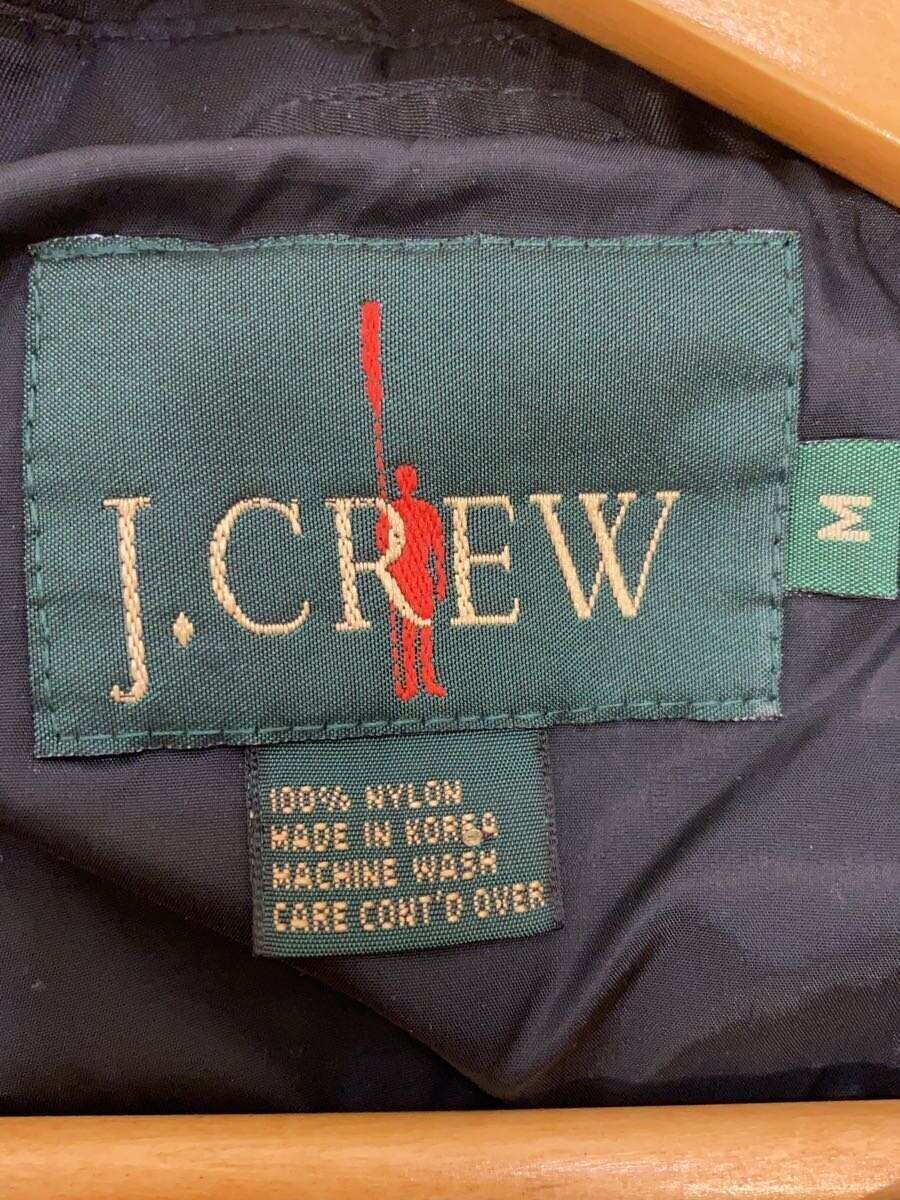 J.CREW
M
100% NYLON
MADE IN KOREA
MACHINE WASH
CARE CONT'D OVER